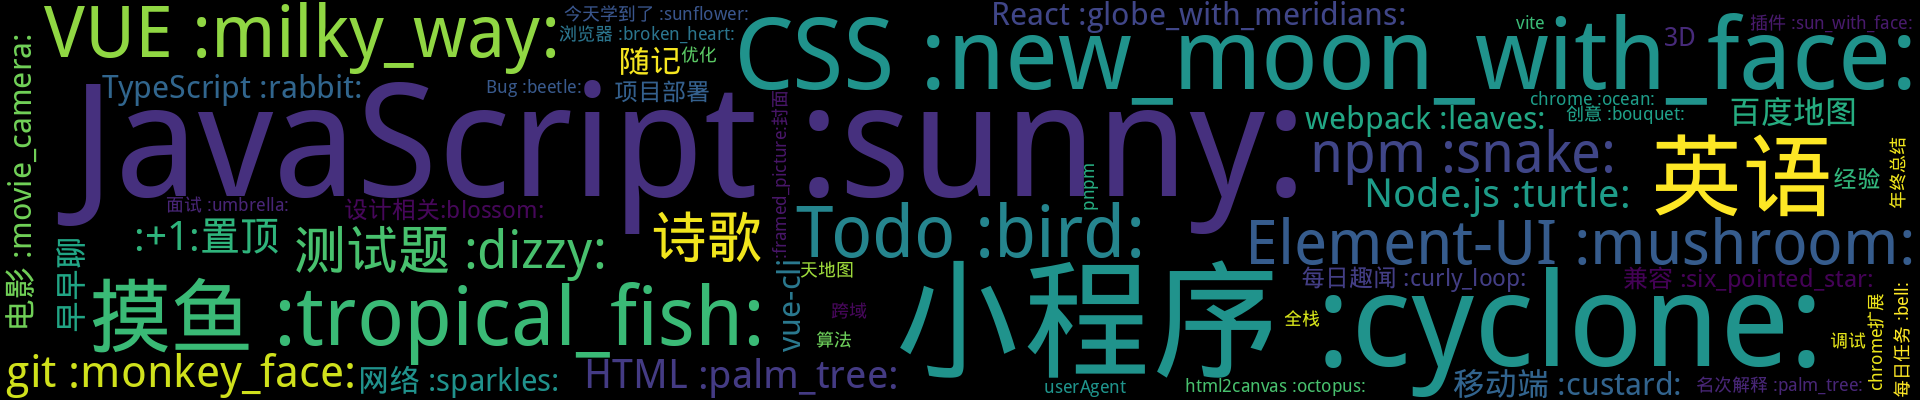 VUE :milky_way:
今天学到了 :sunflower:
浏览器 :broken_heart:
随记
优化
CSS :new_moon_with_face:
React :globe_with_meridians:
vite
3D
插件 :sun_with_face:
电影 :movie_camera:
TypeScript :rabbit:
Bug :beetle:
项目部署
JavaScript :sunny:
:framed_picture:封面
chrome :ocean:
创意 :bouquet:
百度地图
webpack :leaves:
npm :snake:
英语
经验
年终总结
Node.js :turtle:
pnpm
面试 :umbrella:
设计相关:blossom:
:+1:置顶
测试题 :dizzy:
诗歌
Todo :bird:
Element-UI :mushroom:
早早聊
摸鱼 :tropical_fish:
vue-cli
天地图
跨域
算法
小程序 :cyclone:
每日趣闻 :curly_loop:
兼容 :six_pointed_star:
全栈
调试
chrome扩展
每日任务 :bell:
git :monkey_face:
网络 :sparkles:
HTML :palm_tree:
userAgent
html2canvas :octopus:
移动端 :custard:
名次解释 :palm_tree: